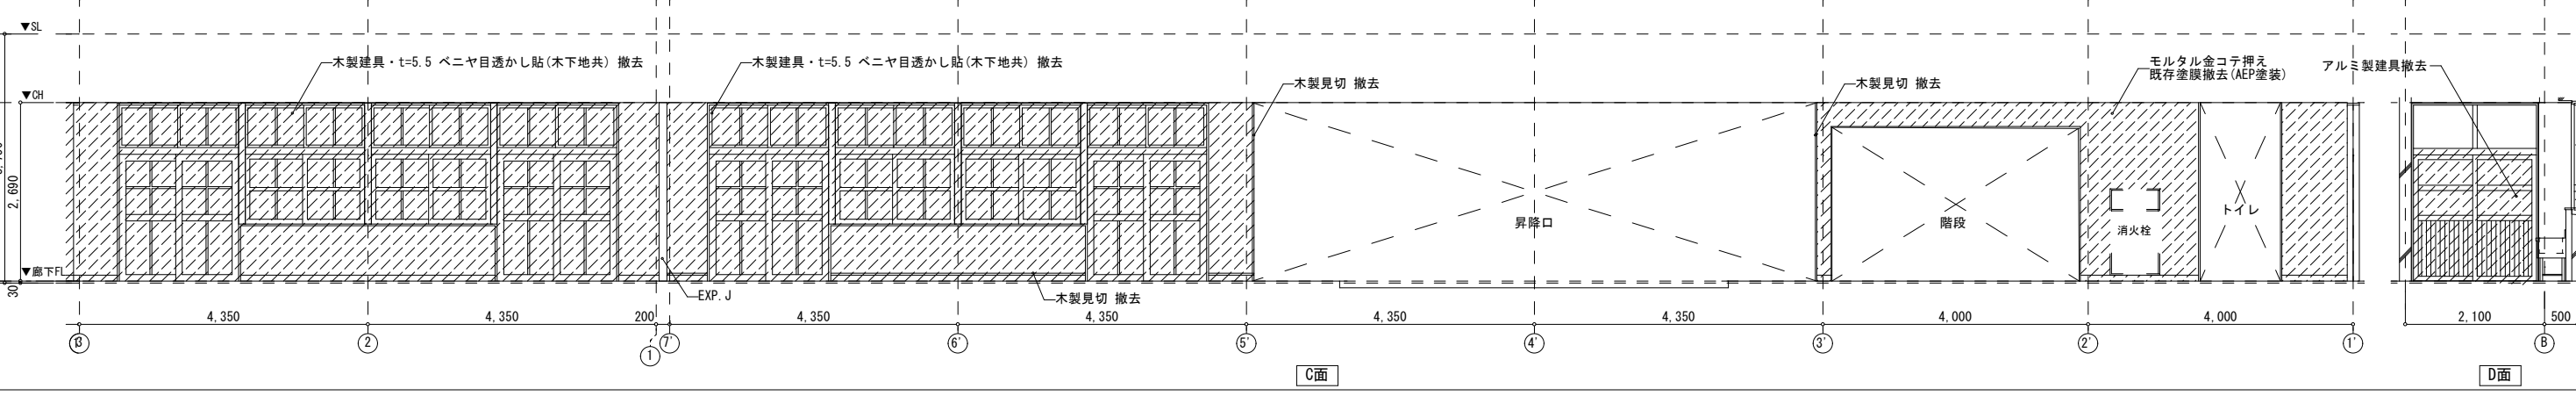 ▼SL
木製建具・t=5.5 ベニヤ目透かし貼(木下地共) 撤去
木製建具・t=5.5 ベニヤ目透かし貼(木下地共) 撤去
木製見切 撤去
木製見切 撤去
モルタル金コテ押え
既存塗膜撤去(AEP塗装)
アルミ製建具撤去
▼CH
2,690
昇降口
階段
消火栓
トイレ
▼廊下FL
30
EXP.J
木製見切 撤去
4,350
4,350
200
4,350
4,350
4,350
4,350
4,000
4,000
2,100
500
3
2
1
7'
6'
5'
4'
3'
2'
1'
B
C面
D面